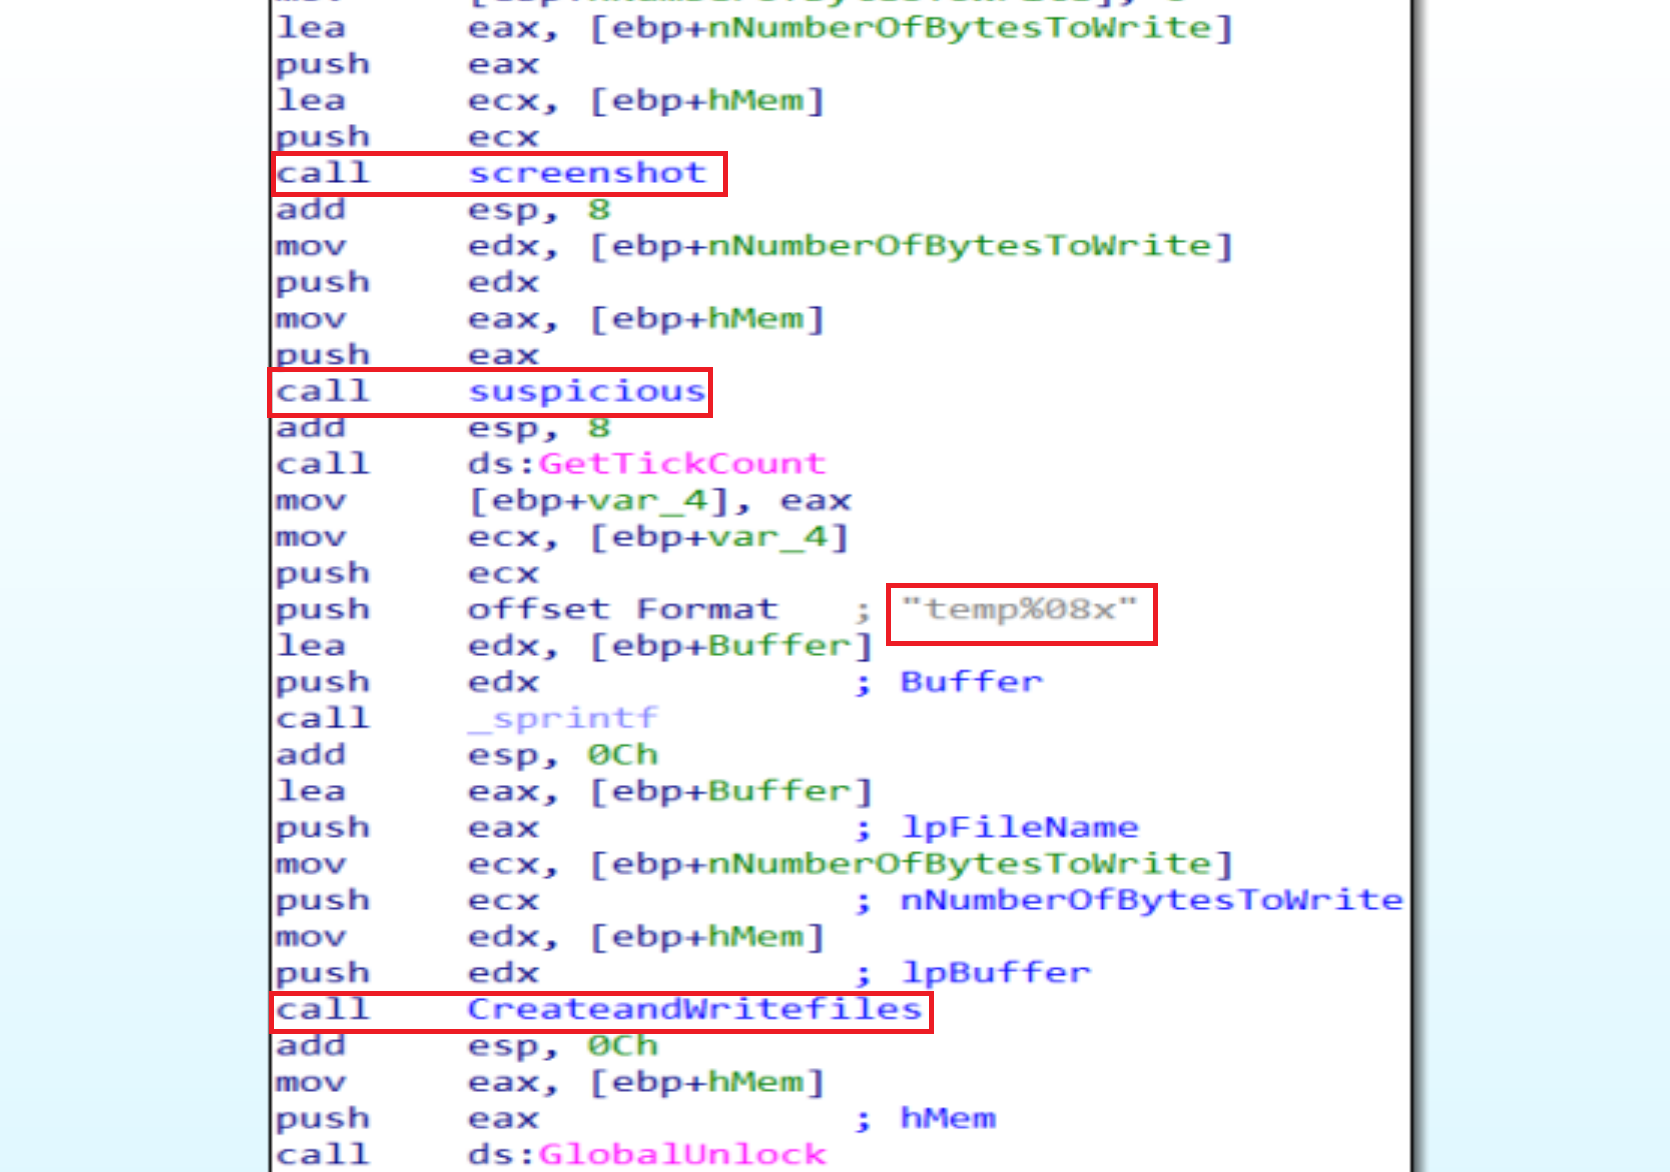 lea eax, [ebp+nNumberOfBytesToWrite]
push eax
lea ecx, [ebp+hMem]
push ecx
call screenshot
add esp, 8
mov edx, [ebp+nNumberOfBytesToWrite]
push edx
mov eax, [ebp+hMem]
push eax
call suspicious
add esp, 8
call ds:GetTickCount
mov [ebp+var_4], eax
mov ecx, [ebp+var_4]
push ecx
push offset Format ; "temp%08x"
lea edx, [ebp+Buffer]
push edx ; Buffer
call _sprintf
add esp, 0Ch
lea eax, [ebp+Buffer]
push eax ; lpFileName
mov ecx, [ebp+nNumberOfBytesToWrite]
push ecx ; nNumberOfBytesToWrite
mov edx, [ebp+hMem]
push edx ; lpBuffer
call CreateandWritefiles
add esp, 0Ch
mov eax, [ebp+hMem]
push eax ; hMem
call ds:GlobalUnlock